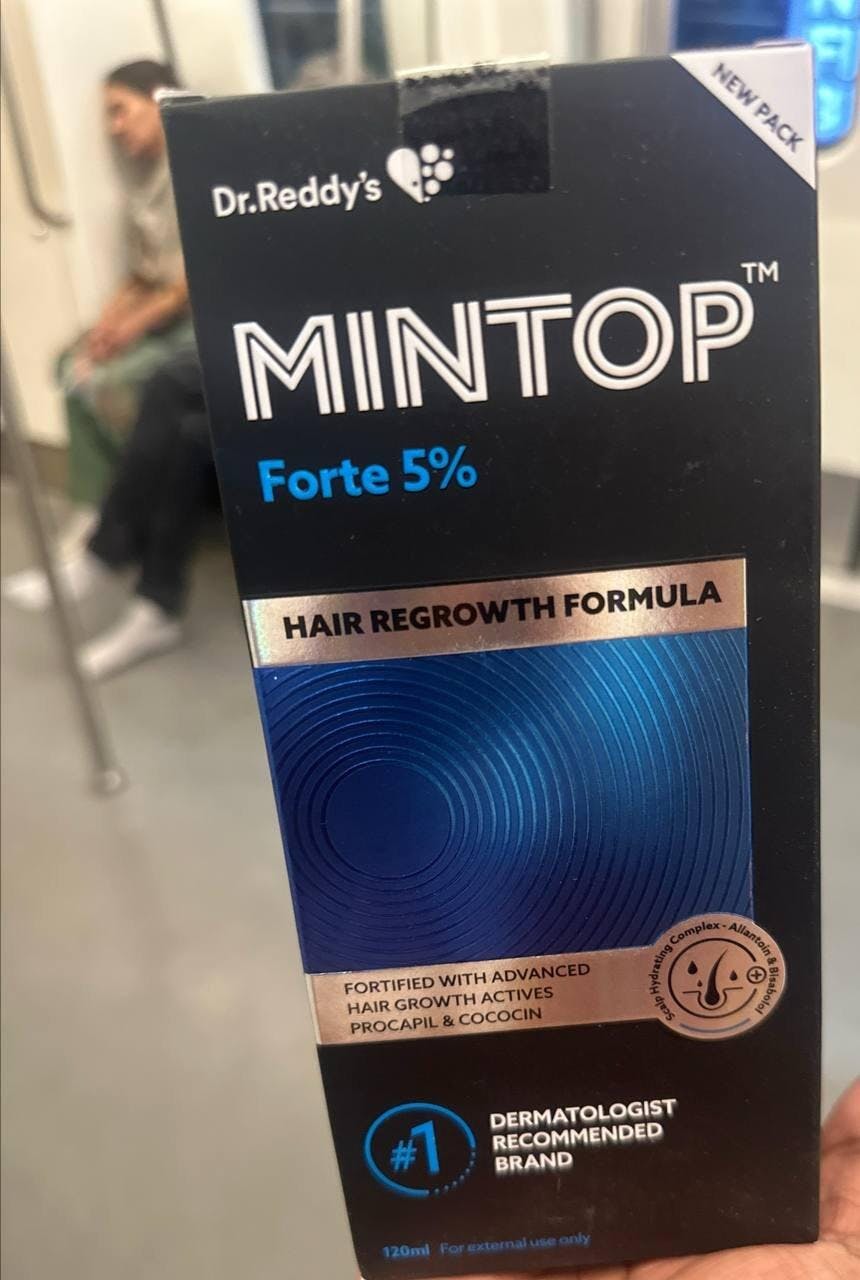 NEW PACK
Dr.Reddy's
MINTOP™
Forte 5%
HAIR REGROWTH FORMULA
Scalp Hydrating Complex - Allantoin & Bisabolol
FORTIFIED WITH ADVANCED
HAIR GROWTH ACTIVES
PROCAPIL & COCOCIN
#1
DERMATOLOGIST
RECOMMENDED
BRAND
120ml For external use only